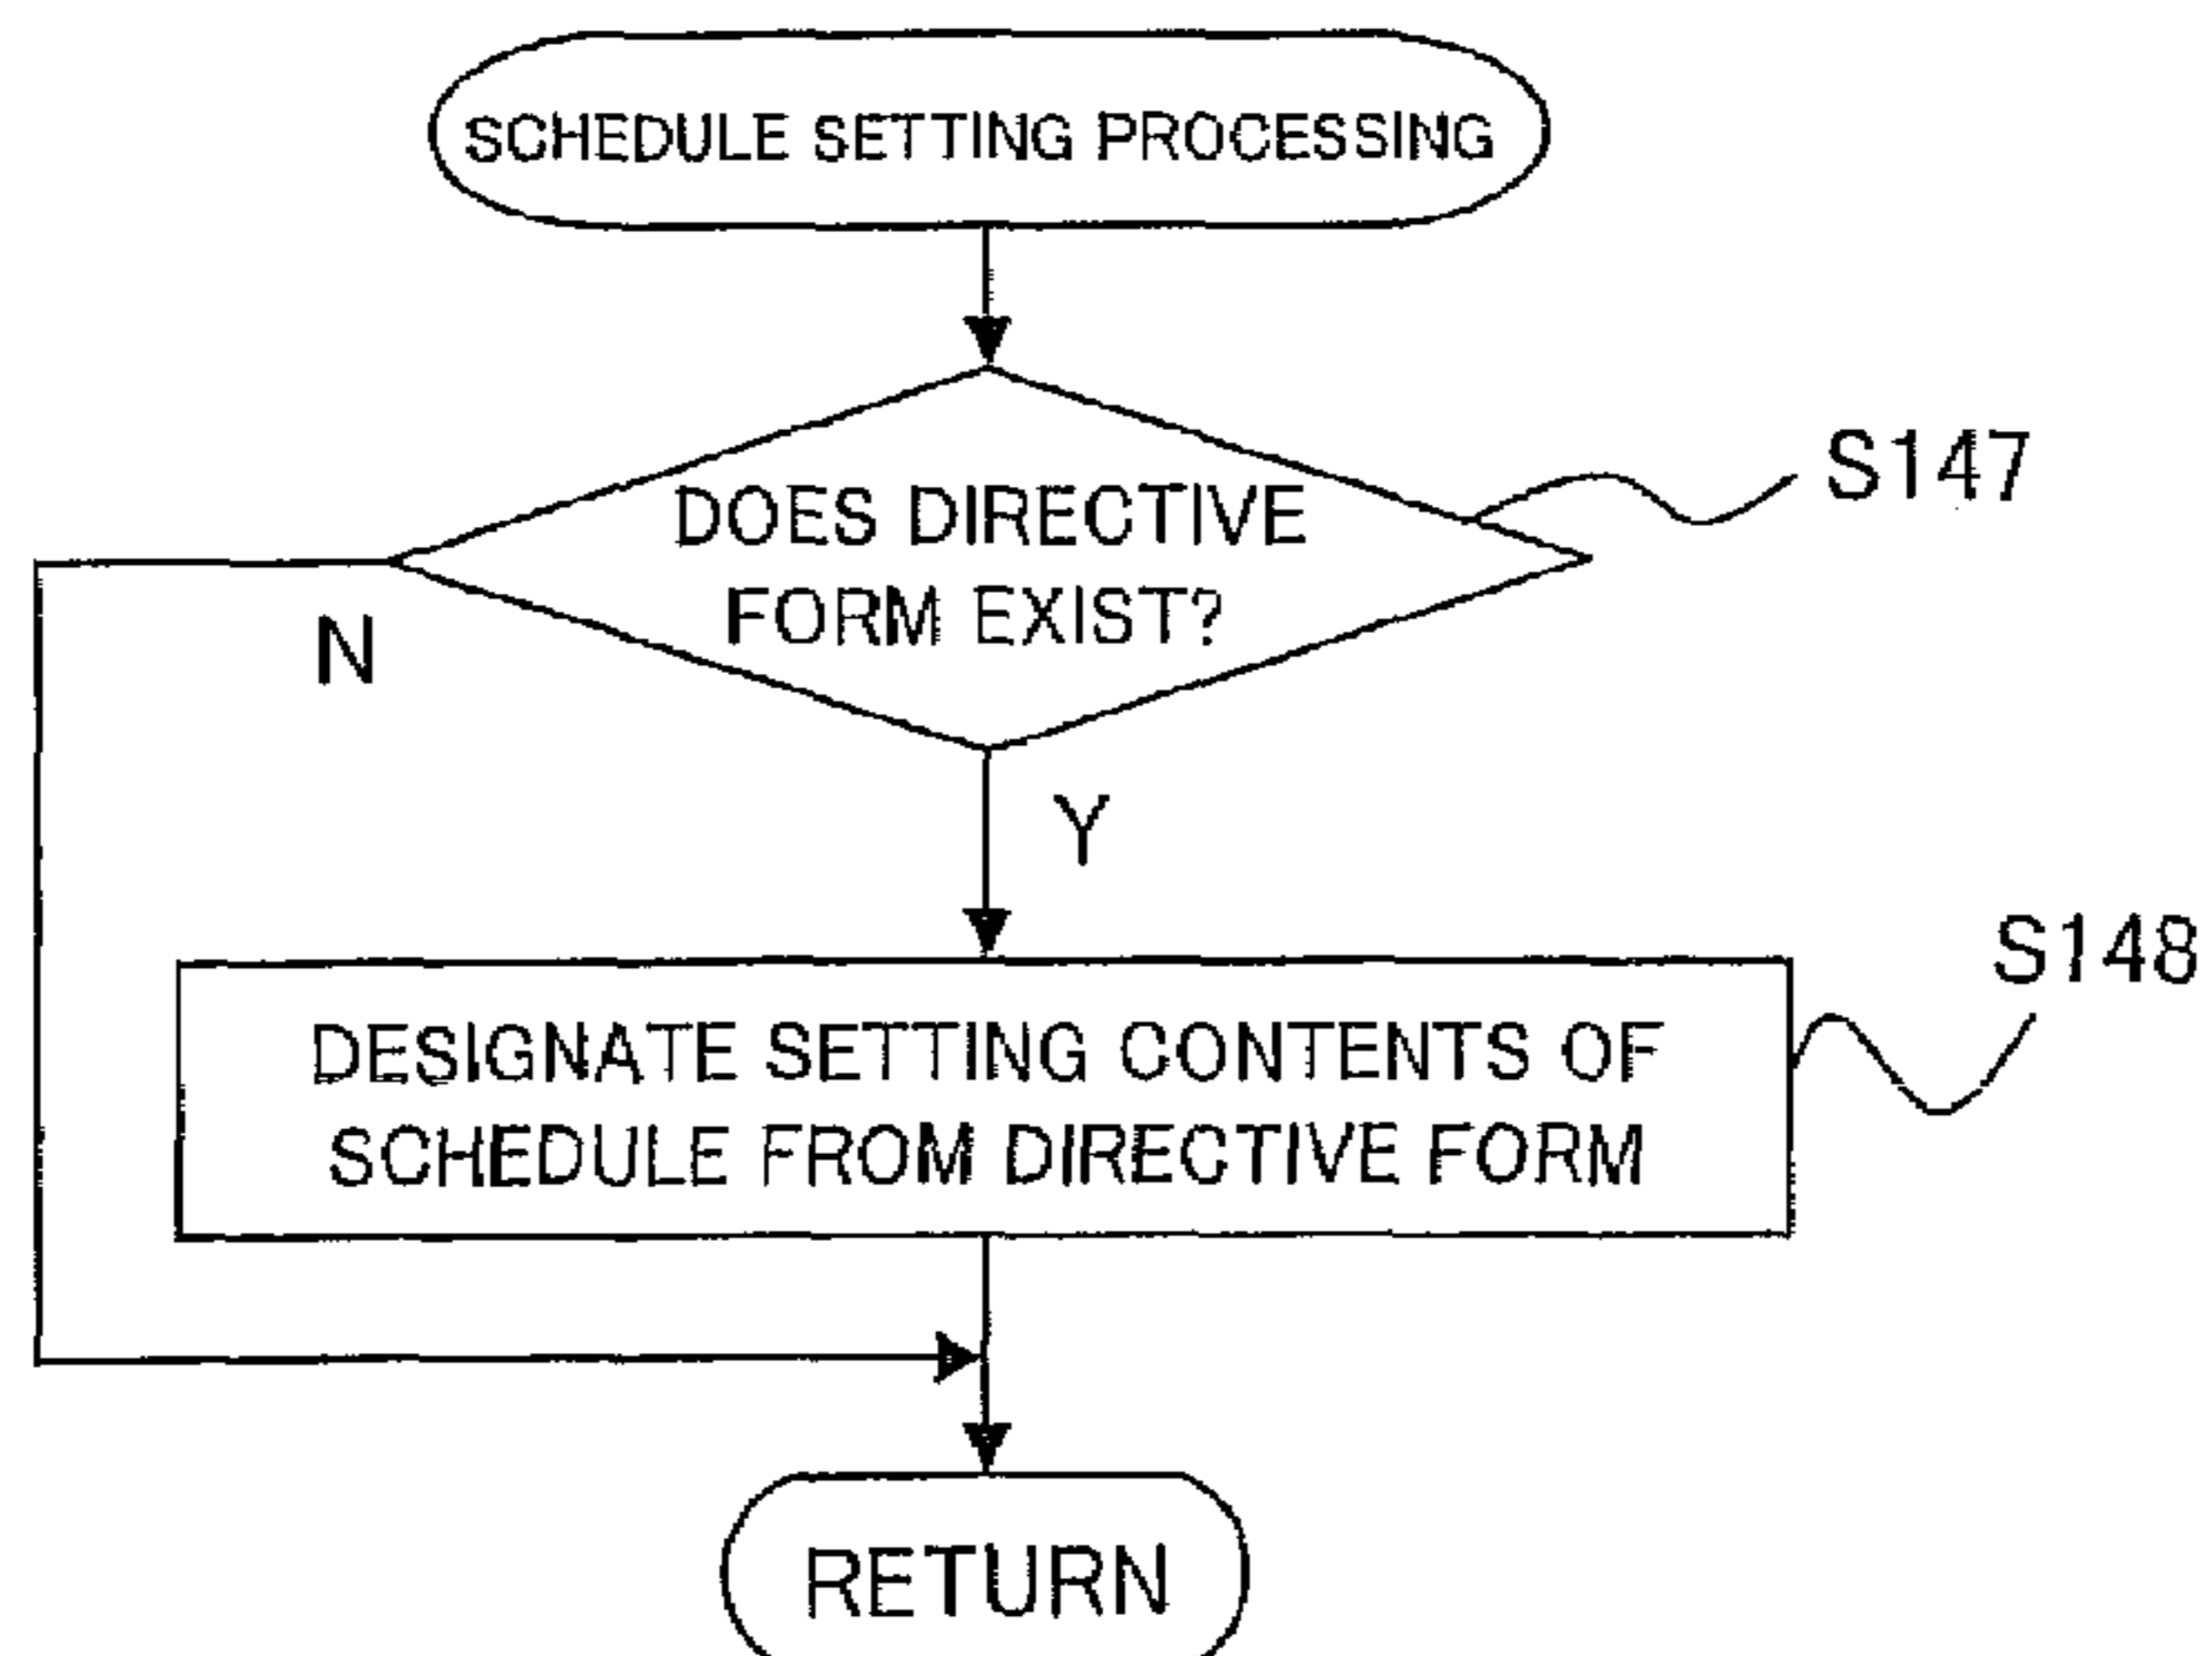 SCHEDULE SETTING PROCESSING
DOES DIRECTIVE
FORM EXIST?
S147
N
Y
S148
DESIGNATE SETTING CONTENTS OF
SCHEDULE FROM DIRECTIVE FORM
RETURN